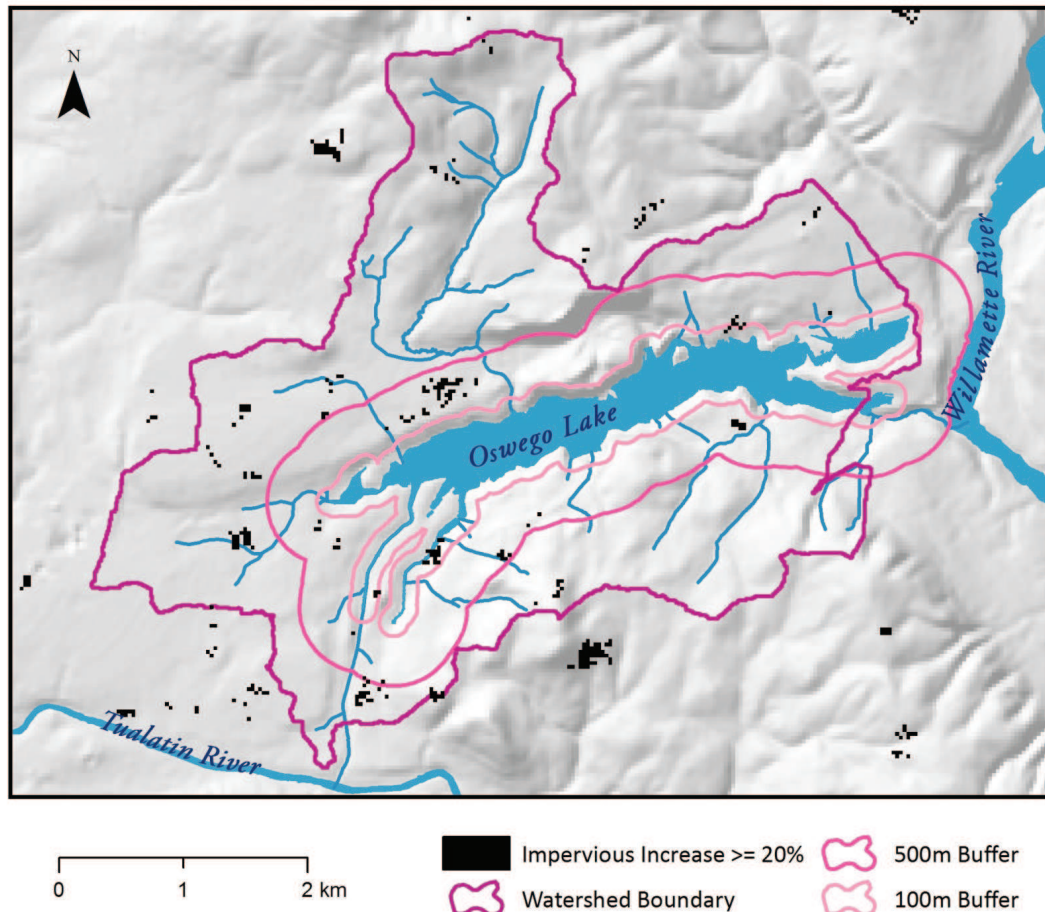 N
Willamette River
Oswego Lake
Tualatin River
0 1 2 km
Impervious Increase >= 20%
Watershed Boundary
500m Buffer
100m Buffer